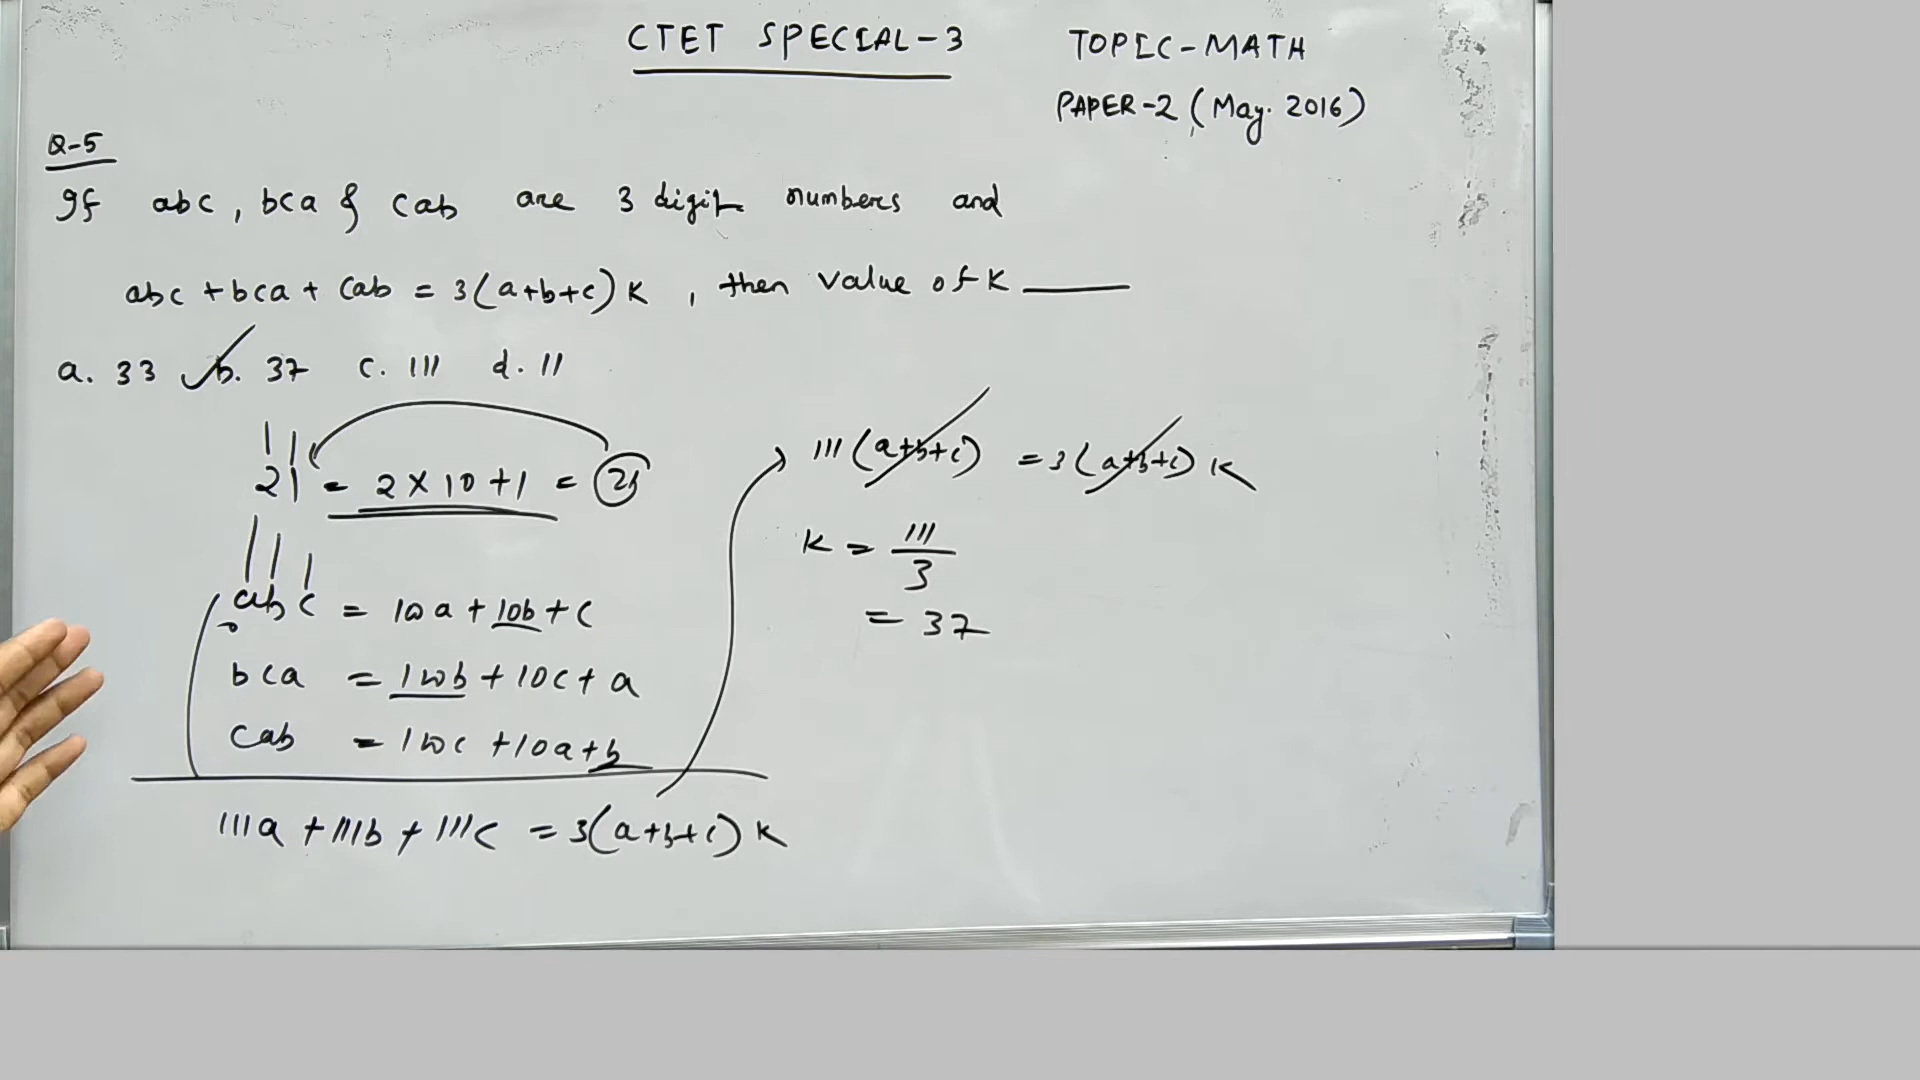 CTET SPECIAL-3
TOPIC-MATH
PAPER-2 (May. 2016)
Q-5
If abc, bca & cab are 3 digit numbers and
abc + bca + cab = 3(a+b+c) K , then value of K ______
a. 33 ✓b. 37 c. 111 d. 11
21 = 2 × 10 + 1 = 21
abc = 100a + 10b + c
bca = 100b + 10c + a
cab = 100c + 10a + b
111a + 111b + 111c = 3(a+b+c) K
111 (a+b+c) = 3 (a+b+c) K
K = 111/3
= 37